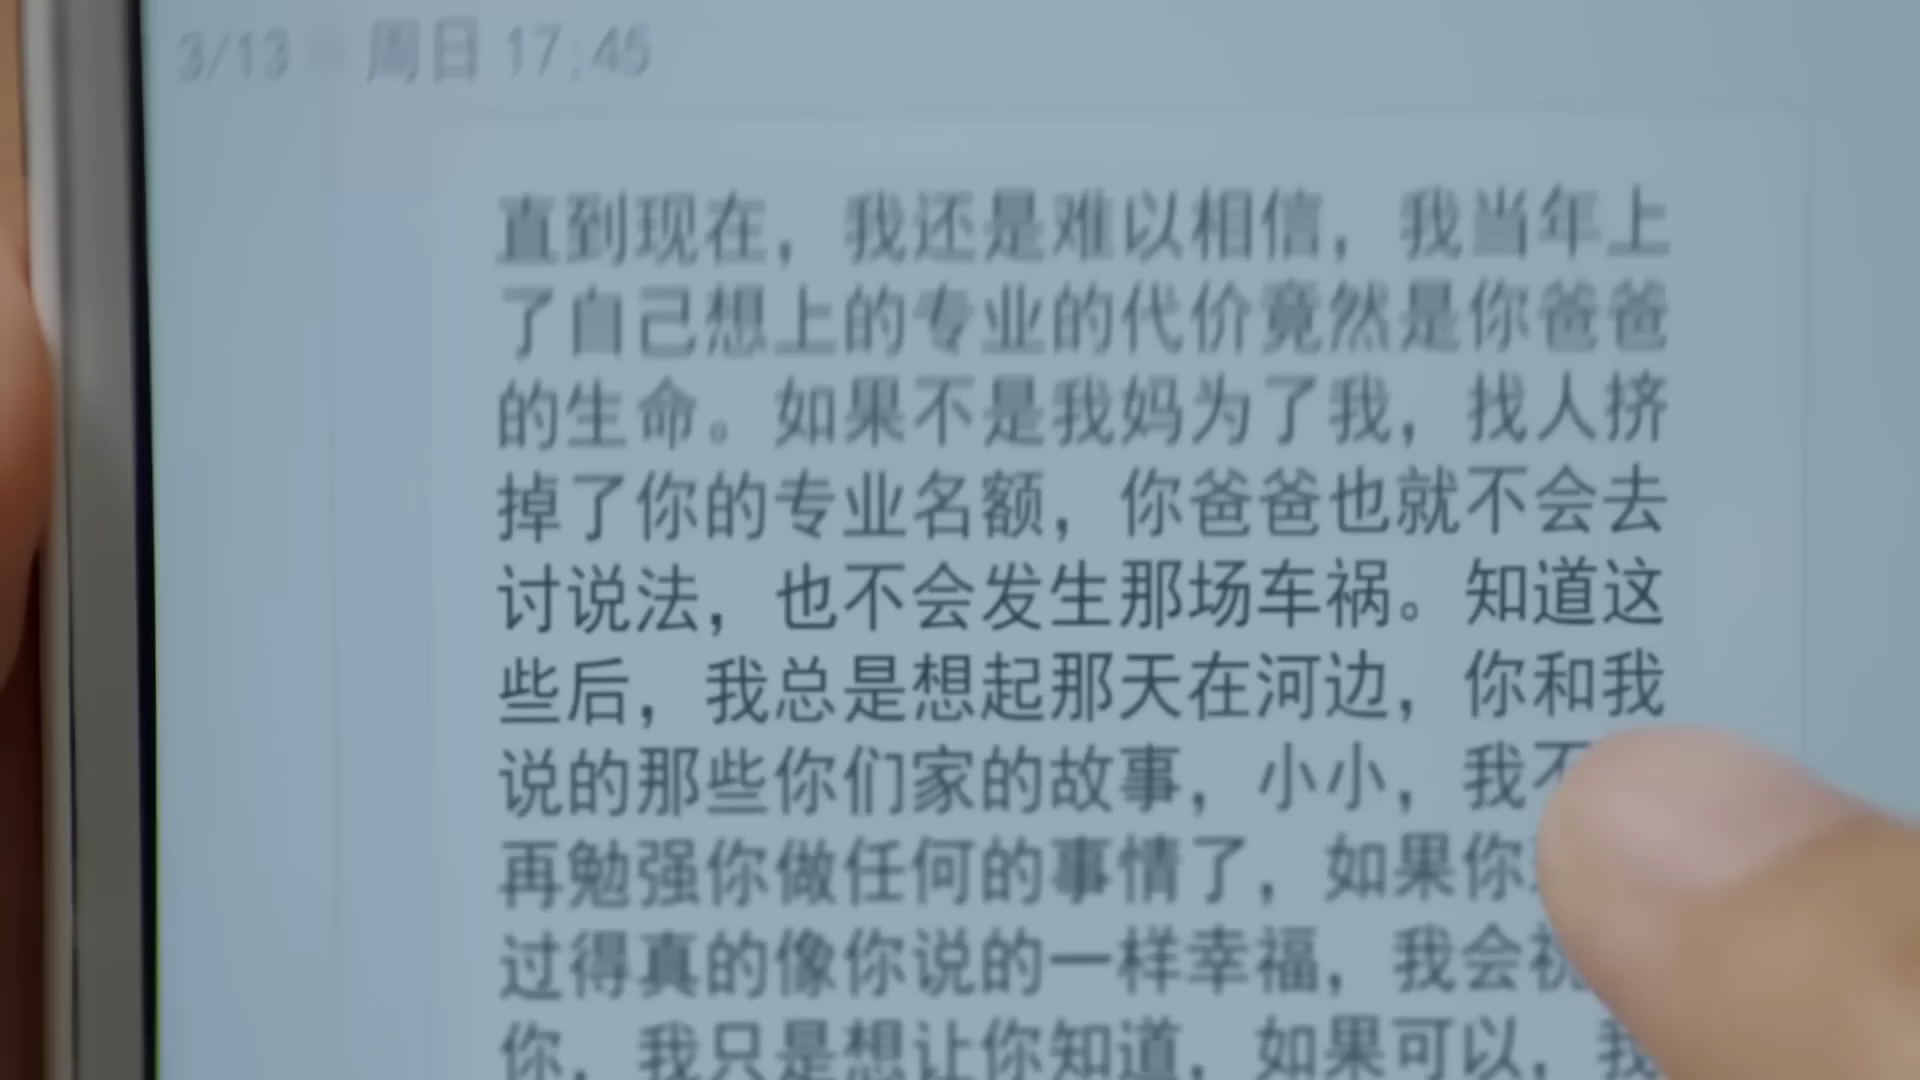 3/13 周日 17:45
直到现在，我还是难以相信，我当年上
了自己想上的专业的代价竟然是你爸爸
的生命。如果不是我妈为了我，找人挤
掉了你的专业名额，你爸爸也就不会去
讨说法，也不会发生那场车祸。知道这
些后，我总是想起那天在河边，你和我
说的那些你们家的故事，小小，我不
再勉强你做任何的事情了，如果你
过得真的像你说的一样幸福，我会祝
你，我只是想让你知道，如果可以，我